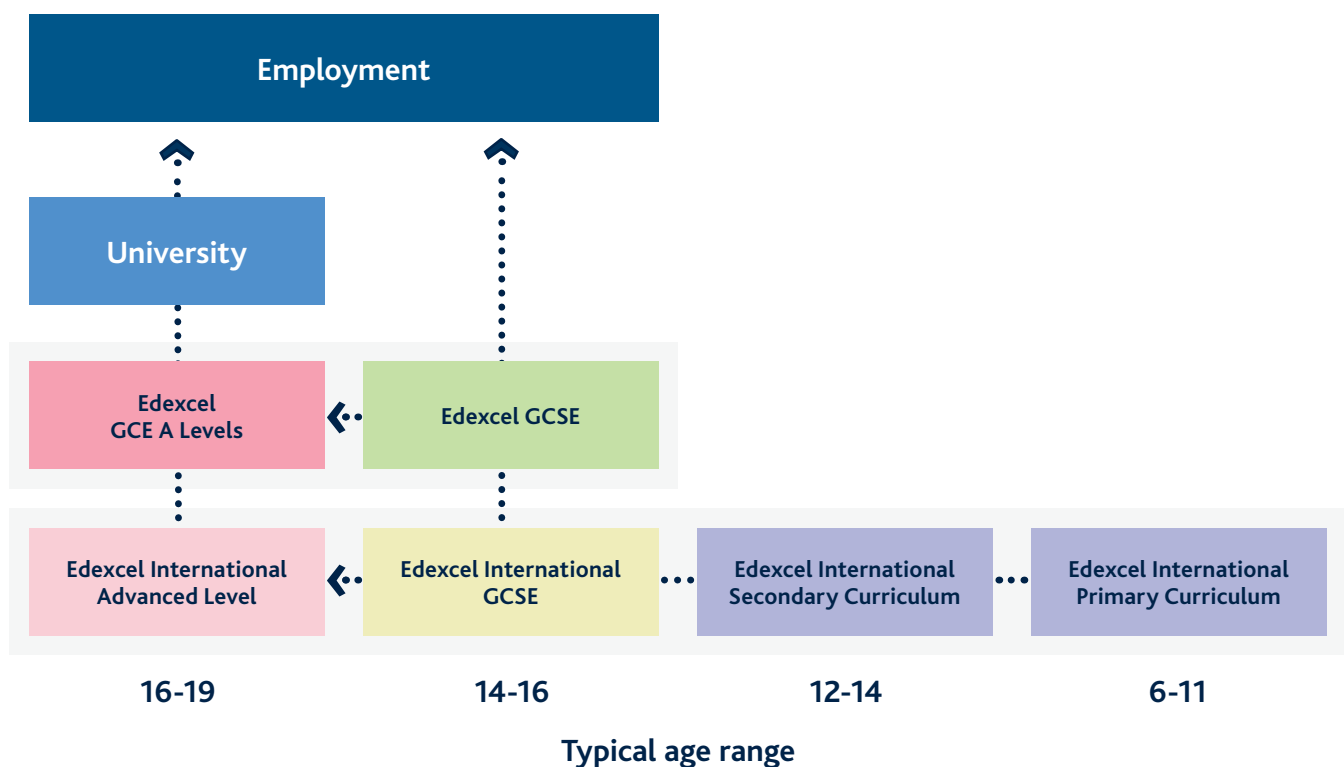 Employment
University
Edexcel
GCE A Levels
Edexcel GCSE
Edexcel International
Advanced Level
Edexcel International
GCSE
Edexcel International
Secondary Curriculum
Edexcel International
Primary Curriculum
16-19
14-16
12-14
6-11
Typical age range